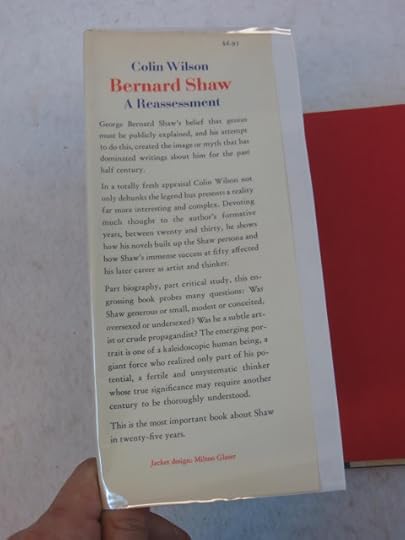 $6.95
Colin Wilson
Bernard Shaw
A Reassessment
George Bernard Shaw's belief that genius
must be publicly explained, and his attempt
to do this, created the image or myth that has
dominated writings about him for the past
half century.
In a totally fresh appraisal Colin Wilson not
only debunks the legend but presents a reality
far more interesting and complex. Devoting
much thought to the author's formative
years, between twenty and thirty, he shows
how his novels built up the Shaw persona and
how Shaw's immense success at fifty affected
his later career as artist and thinker.
Part biography, part critical study, this en-
grossing book probes many questions: Was
Shaw generous or small, modest or conceited,
oversexed or undersexed? Was he a subtle art-
ist or crude propagandist? The emerging por-
trait is one of a kaleidoscopic human being, a
giant force who realized only part of his po-
tential, a fertile and unsystematic thinker
whose true significance may require another
century to be thoroughly understood.
This is the most important book about Shaw
in twenty-five years.
Jacket design: Milton Glaser